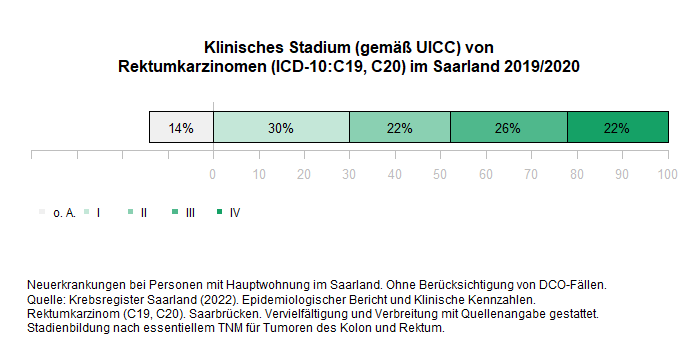 Klinisches Stadium (gemäß UICC) von
Rektumkarzinomen (ICD-10:C19, C20) im Saarland 2019/2020
14% 30% 22% 26% 22%
0 10 20 30 40 50 60 70 80 90 100
o. A. I II III IV
Neuerkrankungen bei Personen mit Hauptwohnung im Saarland. Ohne Berücksichtigung von DCO-Fällen.
Quelle: Krebsregister Saarland (2022). Epidemiologischer Bericht und Klinische Kennzahlen.
Rektumkarzinom (C19, C20). Saarbrücken. Vervielfältigung und Verbreitung mit Quellenangabe gestattet.
Stadienbildung nach essentiellem TNM für Tumoren des Kolon und Rektum.